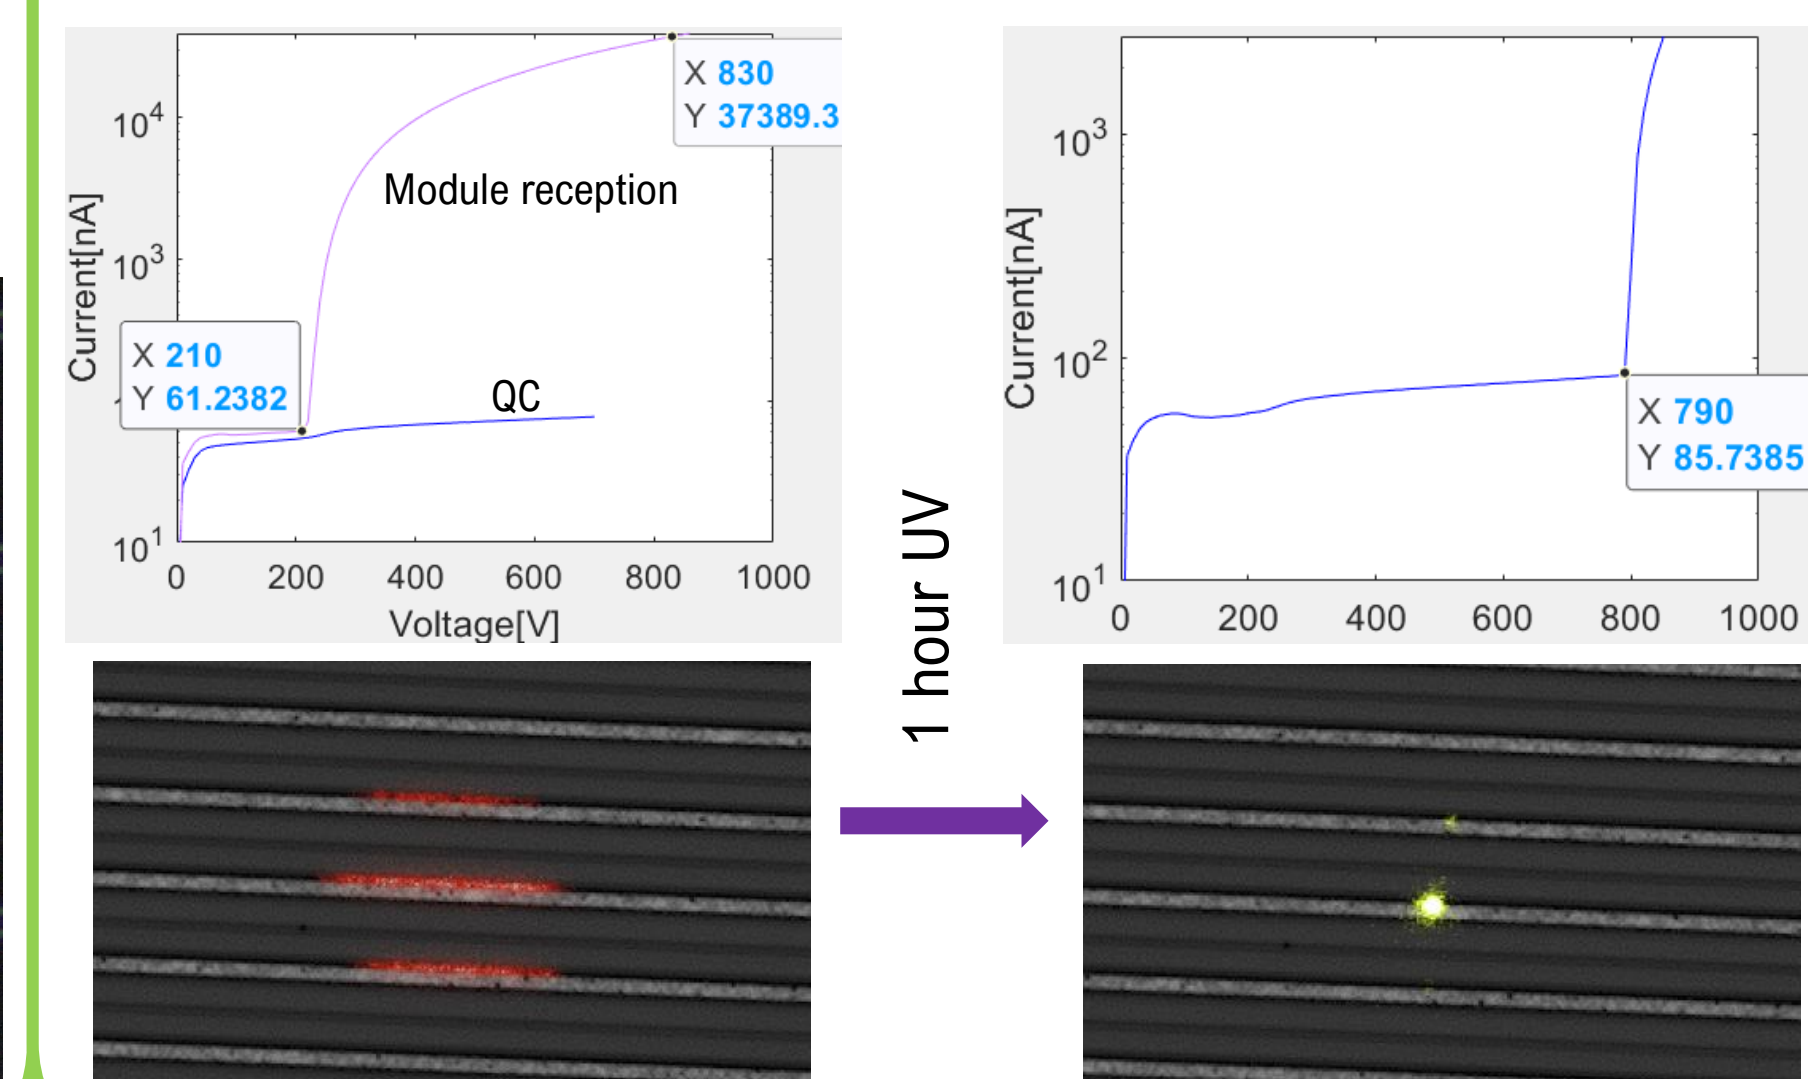 X 830
Y 37389.3
10^4
Module reception
10^3
Current[nA]
X 210
Y 61.2382
QC
10^1
0 200 400 600 800 1000
Voltage[V]
1 hour UV
10^3
Current[nA]
10^2
X 790
Y 85.7385
10^1
0 200 400 600 800 1000